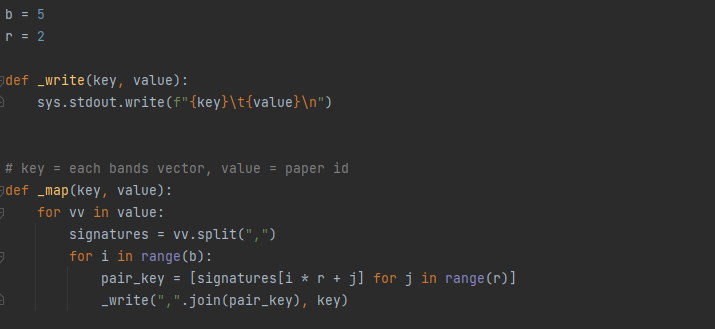 b = 5
r = 2
def _write(key, value):
    sys.stdout.write(f"{key}\t{value}\n")
# key = each bands vector, value = paper id
def _map(key, value):
    for vv in value:
        signatures = vv.split(",")
        for i in range(b):
            pair_key = [signatures[i * r + j] for j in range(r)]
            _write(",".join(pair_key), key)